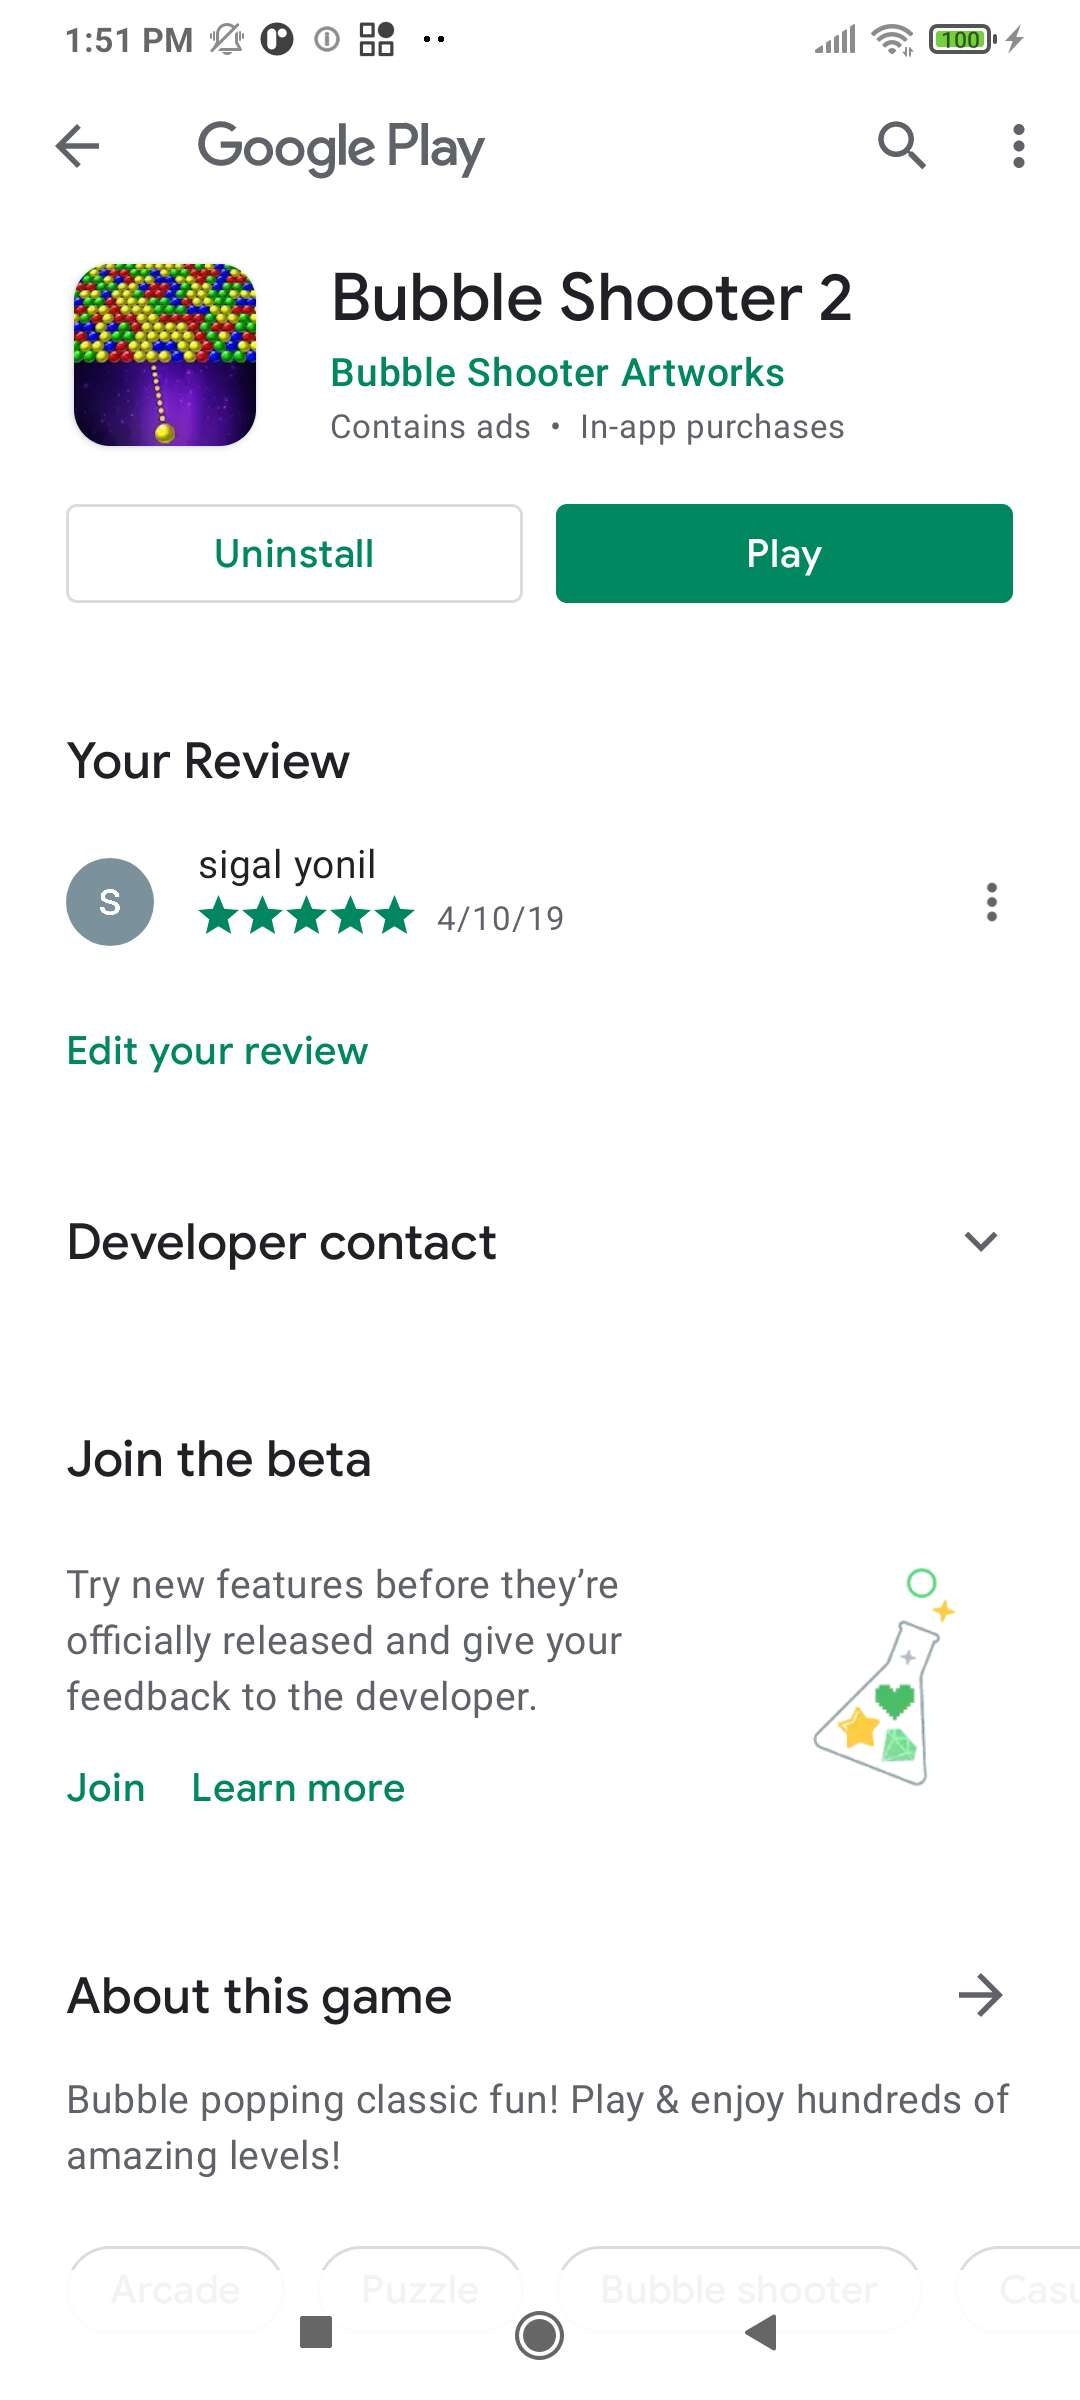 1:51 PM
100
Google Play
Bubble Shooter 2
Bubble Shooter Artworks
Contains ads • In-app purchases
Uninstall
Play
Your Review
S
sigal yonil
4/10/19
Edit your review
Developer contact
Join the beta
Try new features before they’re
officially released and give your
feedback to the developer.
Join
Learn more
About this game
Bubble popping classic fun! Play & enjoy hundreds of
amazing levels!
Arcade
Puzzle
Bubble shooter